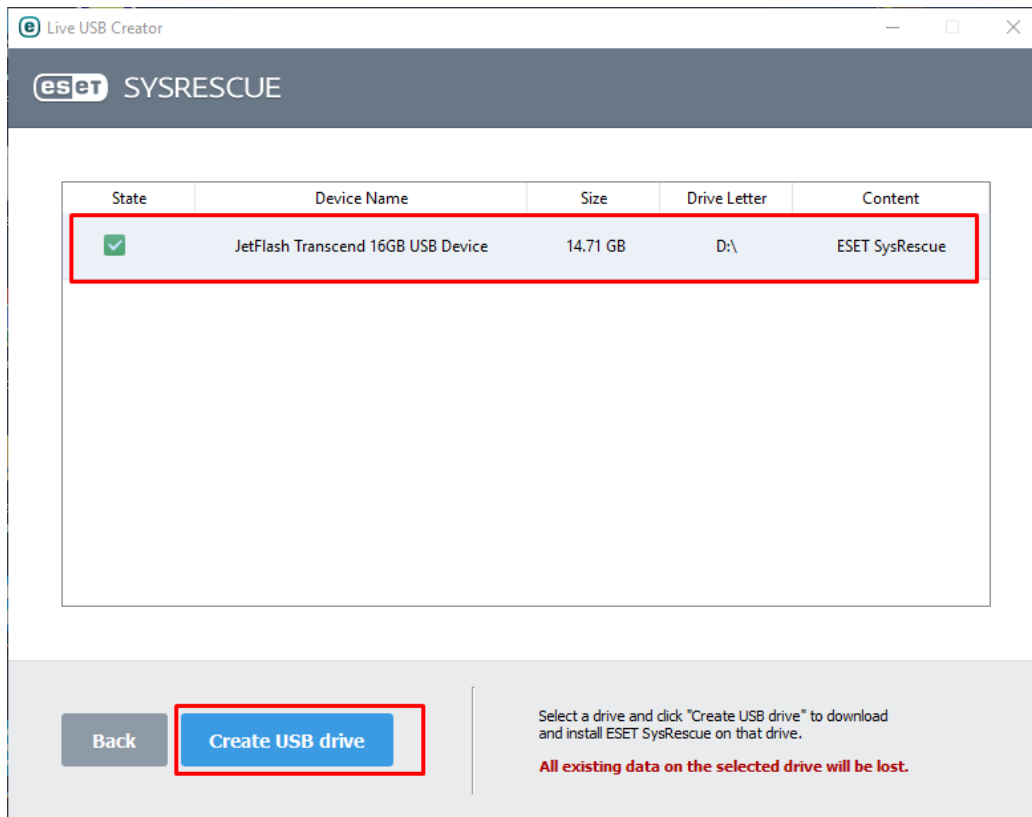 Live USB Creator
eset SYSRESCUE
State Device Name Size Drive Letter Content
JetFlash Transcend 16GB USB Device 14.71 GB D:\ ESET SysRescue
Back Create USB drive
Select a drive and click "Create USB drive" to download
and install ESET SysRescue on that drive.
All existing data on the selected drive will be lost.